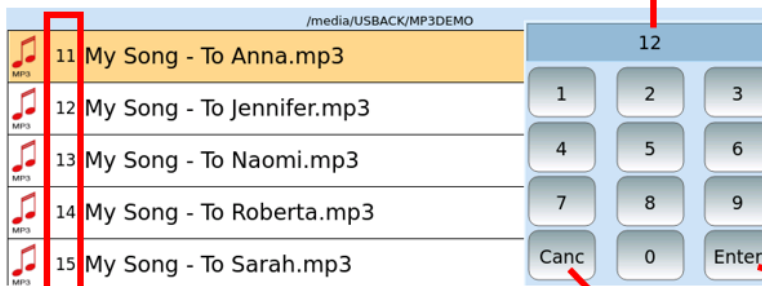 /media/USBACK/MP3DEMO
MP3 11 My Song - To Anna.mp3
MP3 12 My Song - To Jennifer.mp3
MP3 13 My Song - To Naomi.mp3
MP3 14 My Song - To Roberta.mp3
MP3 15 My Song - To Sarah.mp3
12
1 2 3
4 5 6
7 8 9
Canc 0 Enter